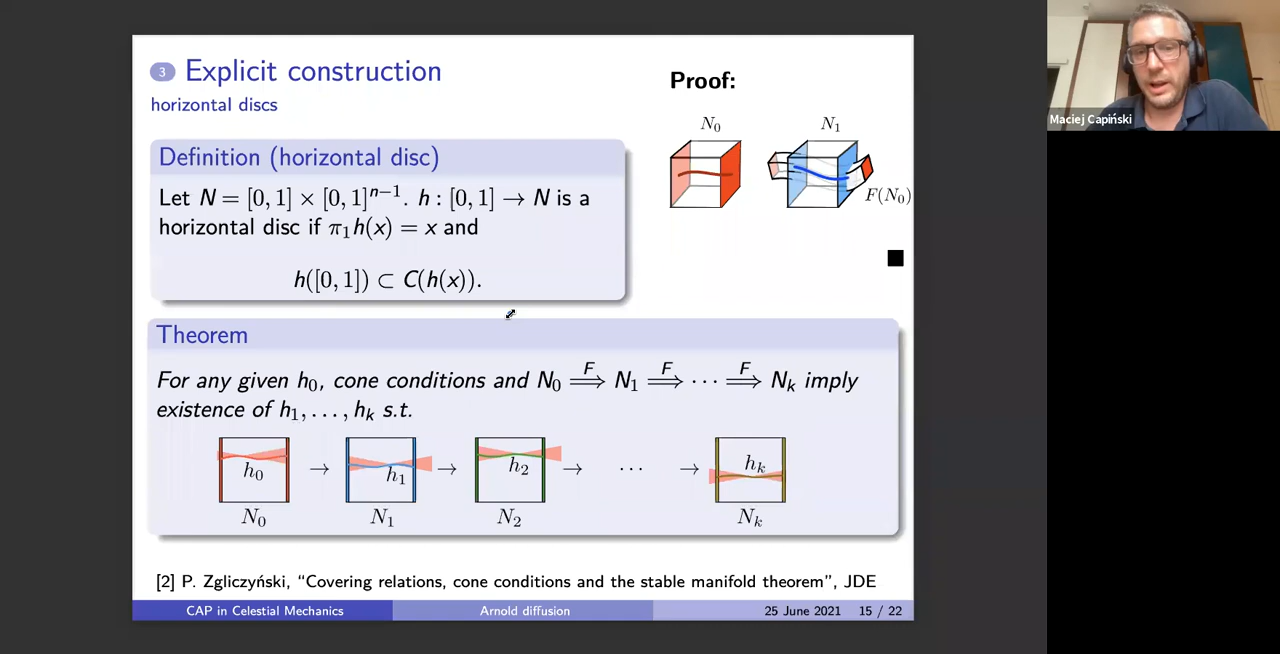 3 Explicit construction
horizontal discs
Proof:
N₀
N₁
F(N₀)
Definition (horizontal disc)
Let N = [0, 1] × [0, 1]ⁿ⁻¹. h : [0, 1] → N is a
horizontal disc if π₁h(x) = x and
h([0, 1]) ⊂ C(h(x)).
Theorem
For any given h₀, cone conditions and N₀ ⟹ᶠ N₁ ⟹ᶠ ··· ⟹ᶠ Nₖ imply
existence of h₁, . . . , hₖ s.t.
h₀ → h₁ → h₂ → ··· → hₖ
N₀ N₁ N₂ Nₖ
[2] P. Zgliczyński, “Covering relations, cone conditions and the stable manifold theorem”, JDE
CAP in Celestial Mechanics Arnold diffusion 25 June 2021 15 / 22
Maciej Capiński